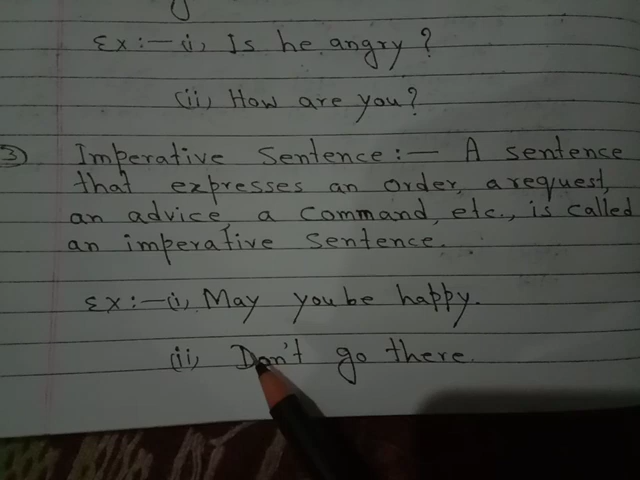 Ex:- (i) Is he angry?
(ii) How are you?
3) Imperative Sentence:- A sentence
that expresses an order, a request,
an advice, a command, etc., is called
an imperative sentence.
Ex:- (i) May you be happy.
(ii) Don't go there.